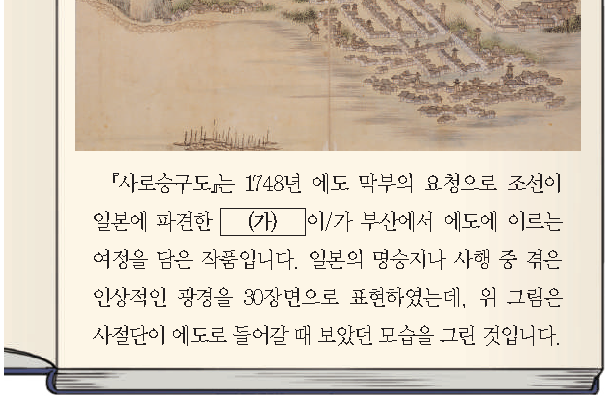 『사로승구도』는 1748년 에도 막부의 요청으로 조선이
일본에 파견한 (가) 이/가 부산에서 에도에 이르는
여정을 담은 작품입니다. 일본의 명승지나 사행 중 겪은
인상적인 광경을 30장면으로 표현하였는데, 위 그림은
사절단이 에도로 들어갈 때 보았던 모습을 그린 것입니다.